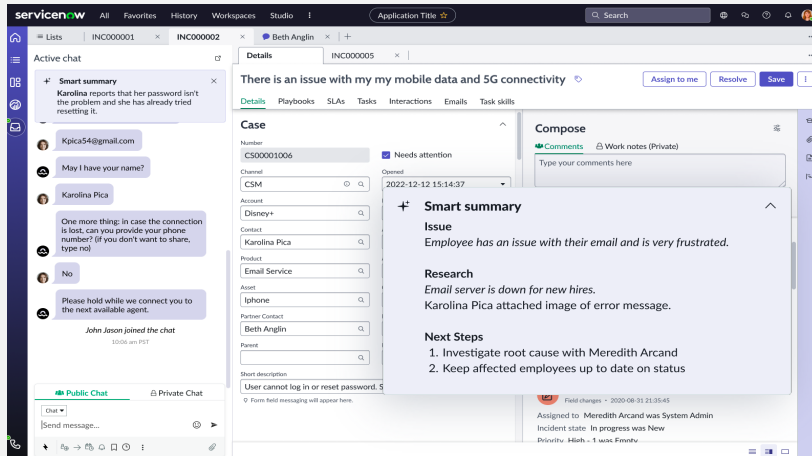 servicenow All Favorites History Workspaces Studio Application Title ☆ Search
Lists INC000001 × INC000002 × Beth Anglin × +
Active chat
Smart summary
Karolina reports that her password isn't
the problem and she has already tried
resetting it.
Kpica54@gmail.com
May I have your name?
Karolina Pica
One more thing: in case the connection
is lost, can you provide your phone
number? (if you don't want to share,
type no)
No
Please hold while we connect you to
the next available agent.
John Jason joined the chat
10:06 am PST
Public Chat Private Chat
Chat ▾
Send message...
Details INC000005 ×
There is an issue with my my mobile data and 5G connectivity
Assign to me Resolve Save
Details Playbooks SLAs Tasks Interactions Emails Task skills
Case
Number
CS00001006
Needs attention
Channel
CSM
Opened
2022-12-12 15:14:37
Account
Disney+
Contact
Karolina Pica
Product
Email Service
Asset
Iphone
Partner Contact
Beth Anglin
Parent
Short description
User cannot log in or reset password. S
Form field messaging will appear here.
Compose
Comments Work notes (Private)
Type your comments here
Smart summary
Issue
Employee has an issue with their email and is very frustrated.
Research
Email server is down for new hires.
Karolina Pica attached image of error message.
Next Steps
1. Investigate root cause with Meredith Arcand
2. Keep affected employees up to date on status
Field changes • 2020-08-31 21:35:45
Assigned to Meredith Arcand was System Admin
Incident state In progress was New
Priority High - 1 was Empty